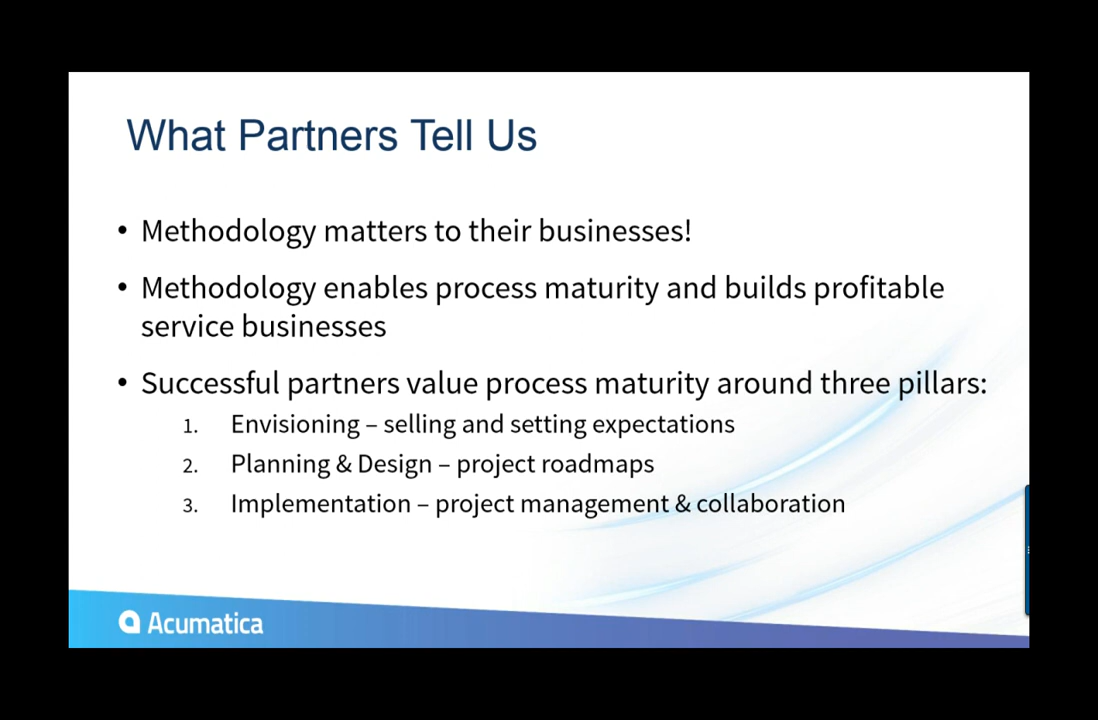 What Partners Tell Us
• Methodology matters to their businesses!
• Methodology enables process maturity and builds profitable
service businesses
• Successful partners value process maturity around three pillars:
1. Envisioning – selling and setting expectations
2. Planning & Design – project roadmaps
3. Implementation – project management & collaboration
Acumatica